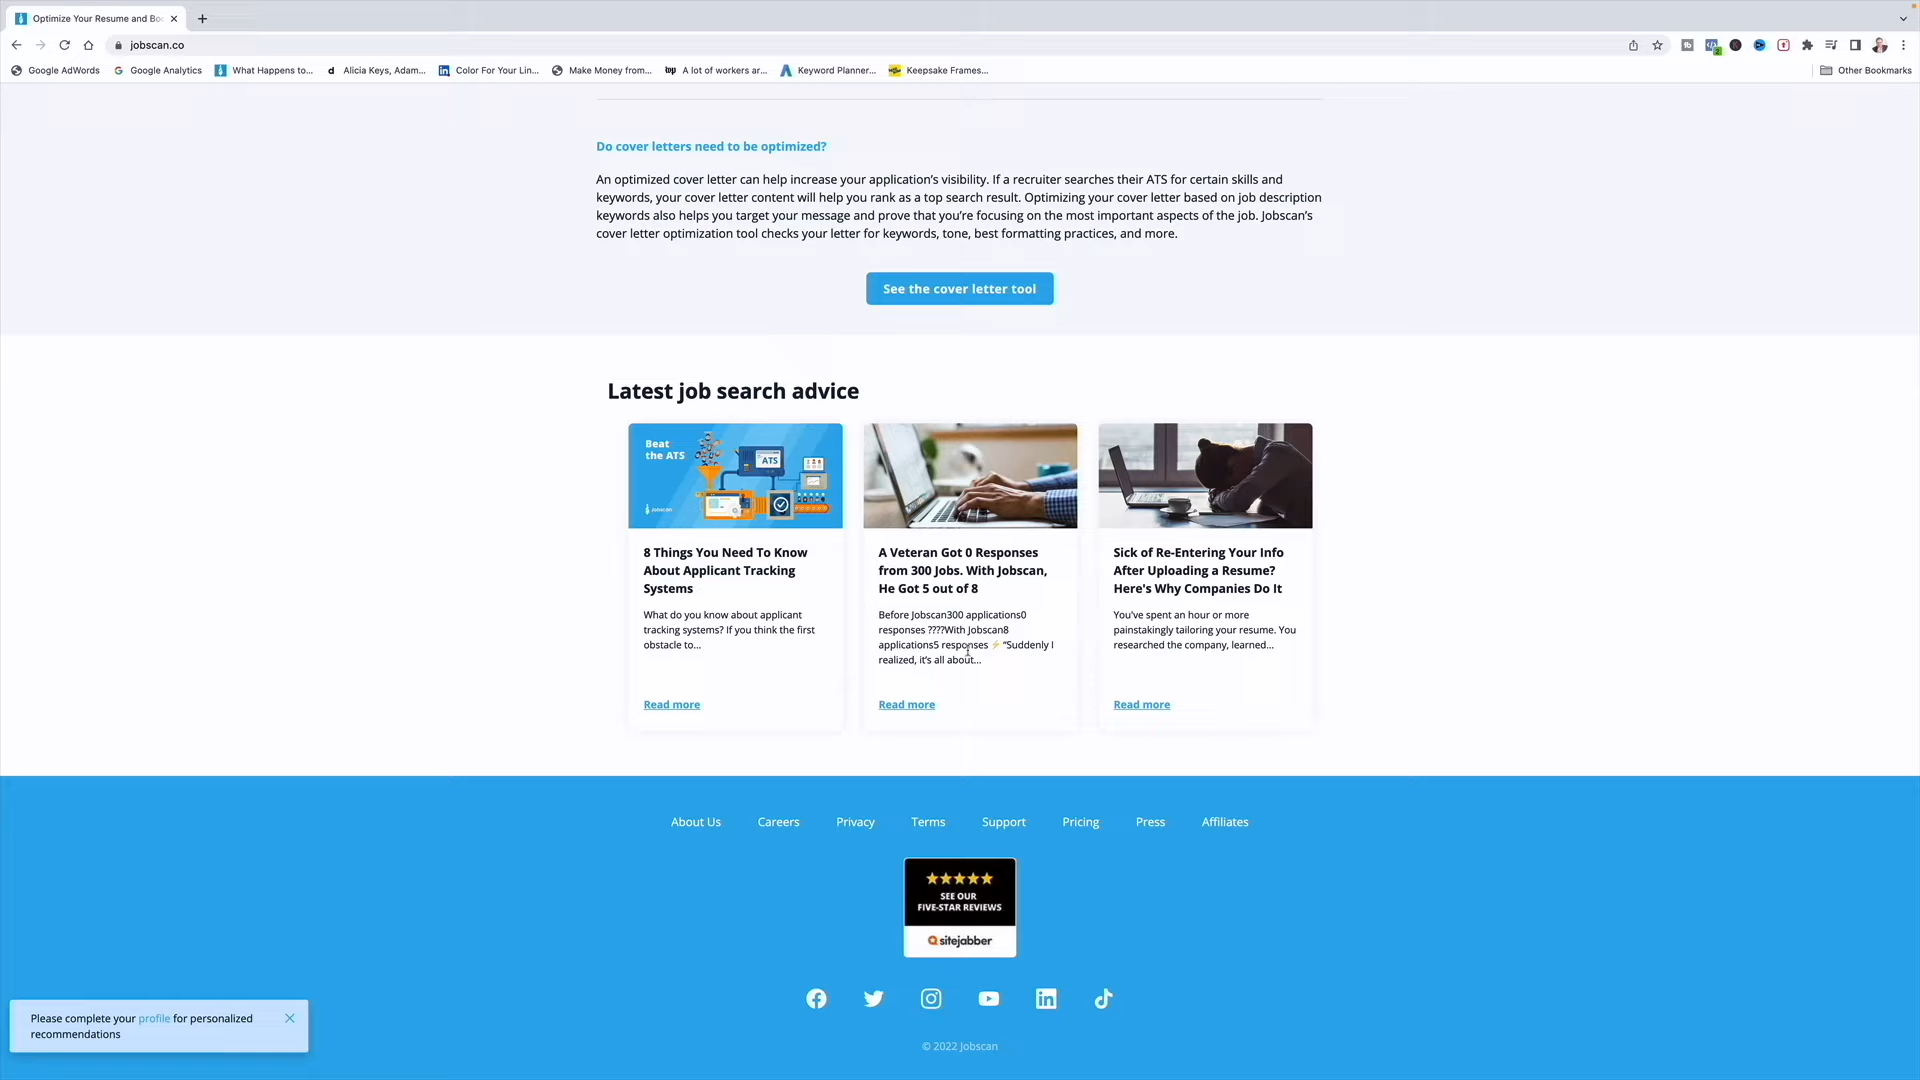 Optimize Your Resume and Bo
jobscan.co
Google AdWords
Google Analytics
What Happens to...
Alicia Keys, Adam...
Color For Your Lin...
Make Money from...
A lot of workers ar...
Keyword Planner...
Keepsake Frames...
Other Bookmarks
Do cover letters need to be optimized?
An optimized cover letter can help increase your application’s visibility. If a recruiter searches their ATS for certain skills and
keywords, your cover letter content will help you rank as a top search result. Optimizing your cover letter based on job description
keywords also helps you target your message and prove that you’re focusing on the most important aspects of the job. Jobscan’s
cover letter optimization tool checks your letter for keywords, tone, best formatting practices, and more.
See the cover letter tool
Latest job search advice
Beat
the ATS
ATS
Jobscan
8 Things You Need To Know
About Applicant Tracking
Systems
What do you know about applicant
tracking systems? If you think the first
obstacle to...
Read more
A Veteran Got 0 Responses
from 300 Jobs. With Jobscan,
He Got 5 out of 8
Before Jobscan300 applications0
responses ????With Jobscan8
applications5 responses ⚡ “Suddenly I
realized, it’s all about...
Read more
Sick of Re-Entering Your Info
After Uploading a Resume?
Here's Why Companies Do It
You've spent an hour or more
painstakingly tailoring your resume. You
researched the company, learned...
Read more
About Us
Careers
Privacy
Terms
Support
Pricing
Press
Affiliates
SEE OUR
FIVE-STAR REVIEWS
sitejabber
Please complete your profile for personalized
recommendations
© 2022 Jobscan